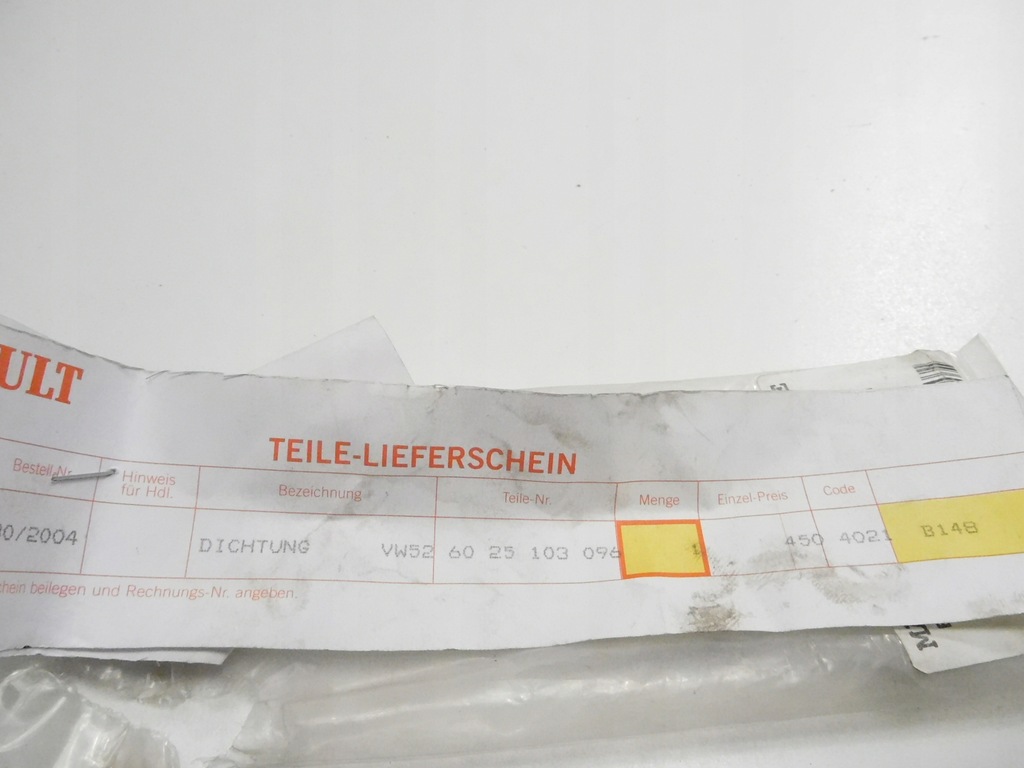 ULT
TEILE-LIEFERSCHEIN
Bestell-Nr. Hinweis für Hdl. Bezeichnung Teile-Nr. Menge Einzel-Preis Code
0/2004 DICHTUNG VW52 60 25 103 096 1 450 4021 B148
chein beilegen und Rechnungs-Nr. angeben.